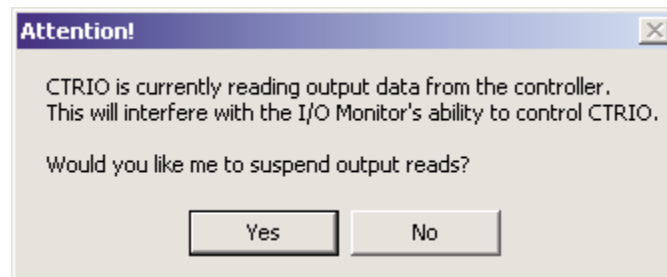 Attention!
CTRIO is currently reading output data from the controller.
This will interfere with the I/O Monitor's ability to control CTRIO.
Would you like me to suspend output reads?
Yes
No